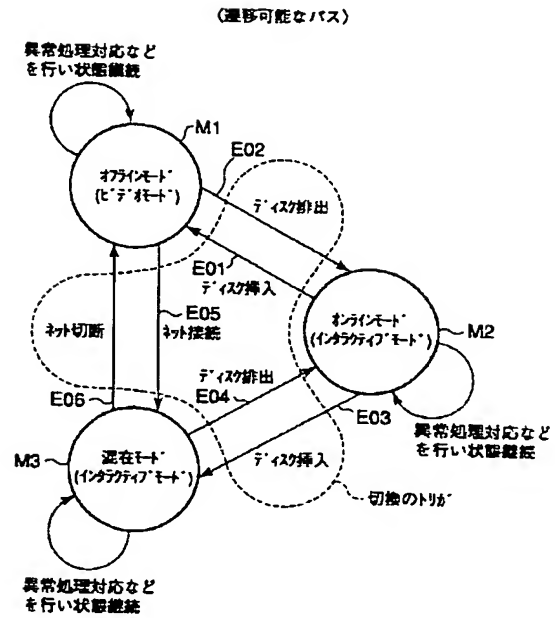 〈遷移可能なパス〉
異常処理対応など
を行い状態継続
M1
オフラインモード
(ビデオモード)
E02
ディスク排出
E01
ディスク挿入
E05
ネット接続
ネット切断
E06
オンラインモード
(インタラクティブモード)
M2
ディスク排出
E04
E03
異常処理対応など
を行い状態継続
M3
混在モード
(インタラクティブモード)
ディスク挿入
切換のトリガ
異常処理対応など
を行い状態継続